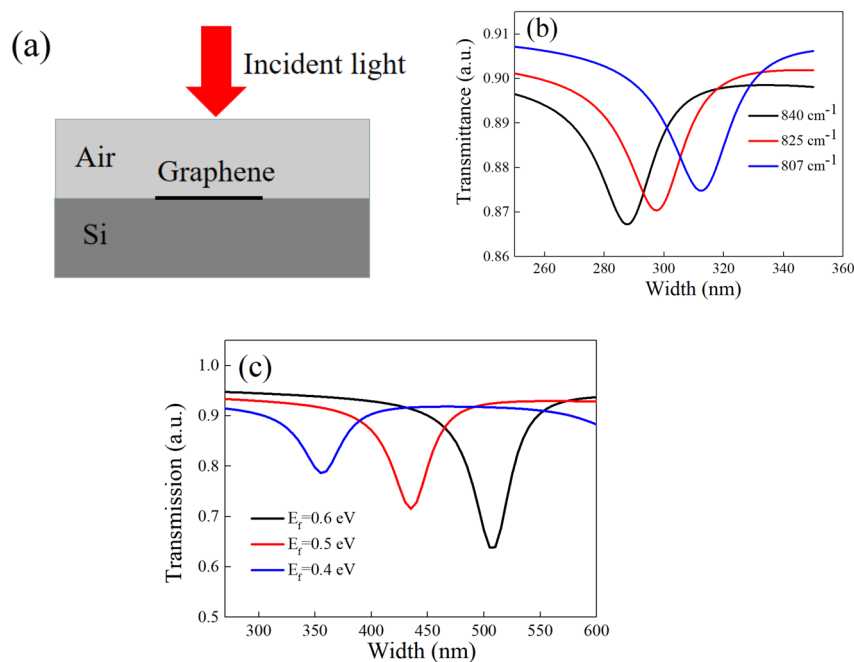 (a)
Incident light
Air
Graphene
Si
(b)
0.91
0.90
0.89
0.88
0.87
0.86
Transmittance (a.u.)
840 cm⁻¹
825 cm⁻¹
807 cm⁻¹
260 280 300 320 340 360
Width (nm)
(c)
1.0
0.9
0.8
0.7
0.6
0.5
Transmission (a.u.)
E_f=0.6 eV
E_f=0.5 eV
E_f=0.4 eV
300 350 400 450 500 550 600
Width (nm)